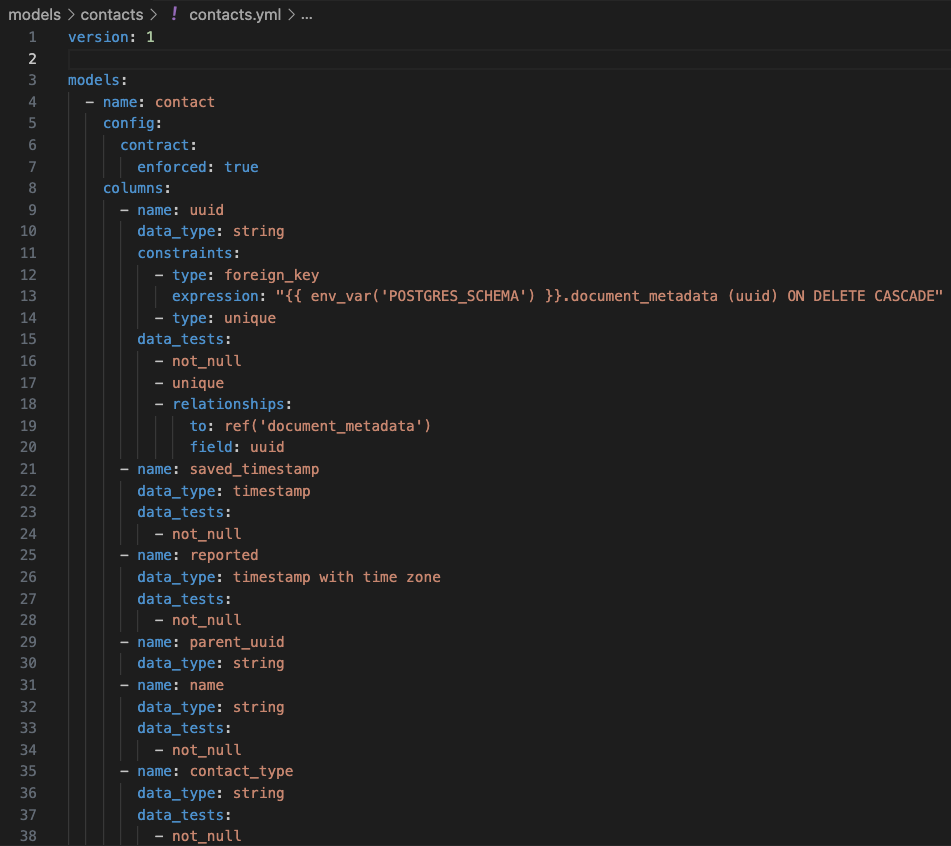 models > contacts > ! contacts.yml > ...
1 version: 1
2
3 models:
4   - name: contact
5     config:
6       contract:
7         enforced: true
8     columns:
9       - name: uuid
10         data_type: string
11         constraints:
12           - type: foreign_key
13             expression: "{{ env_var('POSTGRES_SCHEMA') }}.document_metadata (uuid) ON DELETE CASCADE"
14           - type: unique
15         data_tests:
16           - not_null
17           - unique
18           - relationships:
19               to: ref('document_metadata')
20               field: uuid
21       - name: saved_timestamp
22         data_type: timestamp
23         data_tests:
24           - not_null
25       - name: reported
26         data_type: timestamp with time zone
27         data_tests:
28           - not_null
29       - name: parent_uuid
30         data_type: string
31       - name: name
32         data_type: string
33         data_tests:
34           - not_null
35       - name: contact_type
36         data_type: string
37         data_tests:
38           - not_null